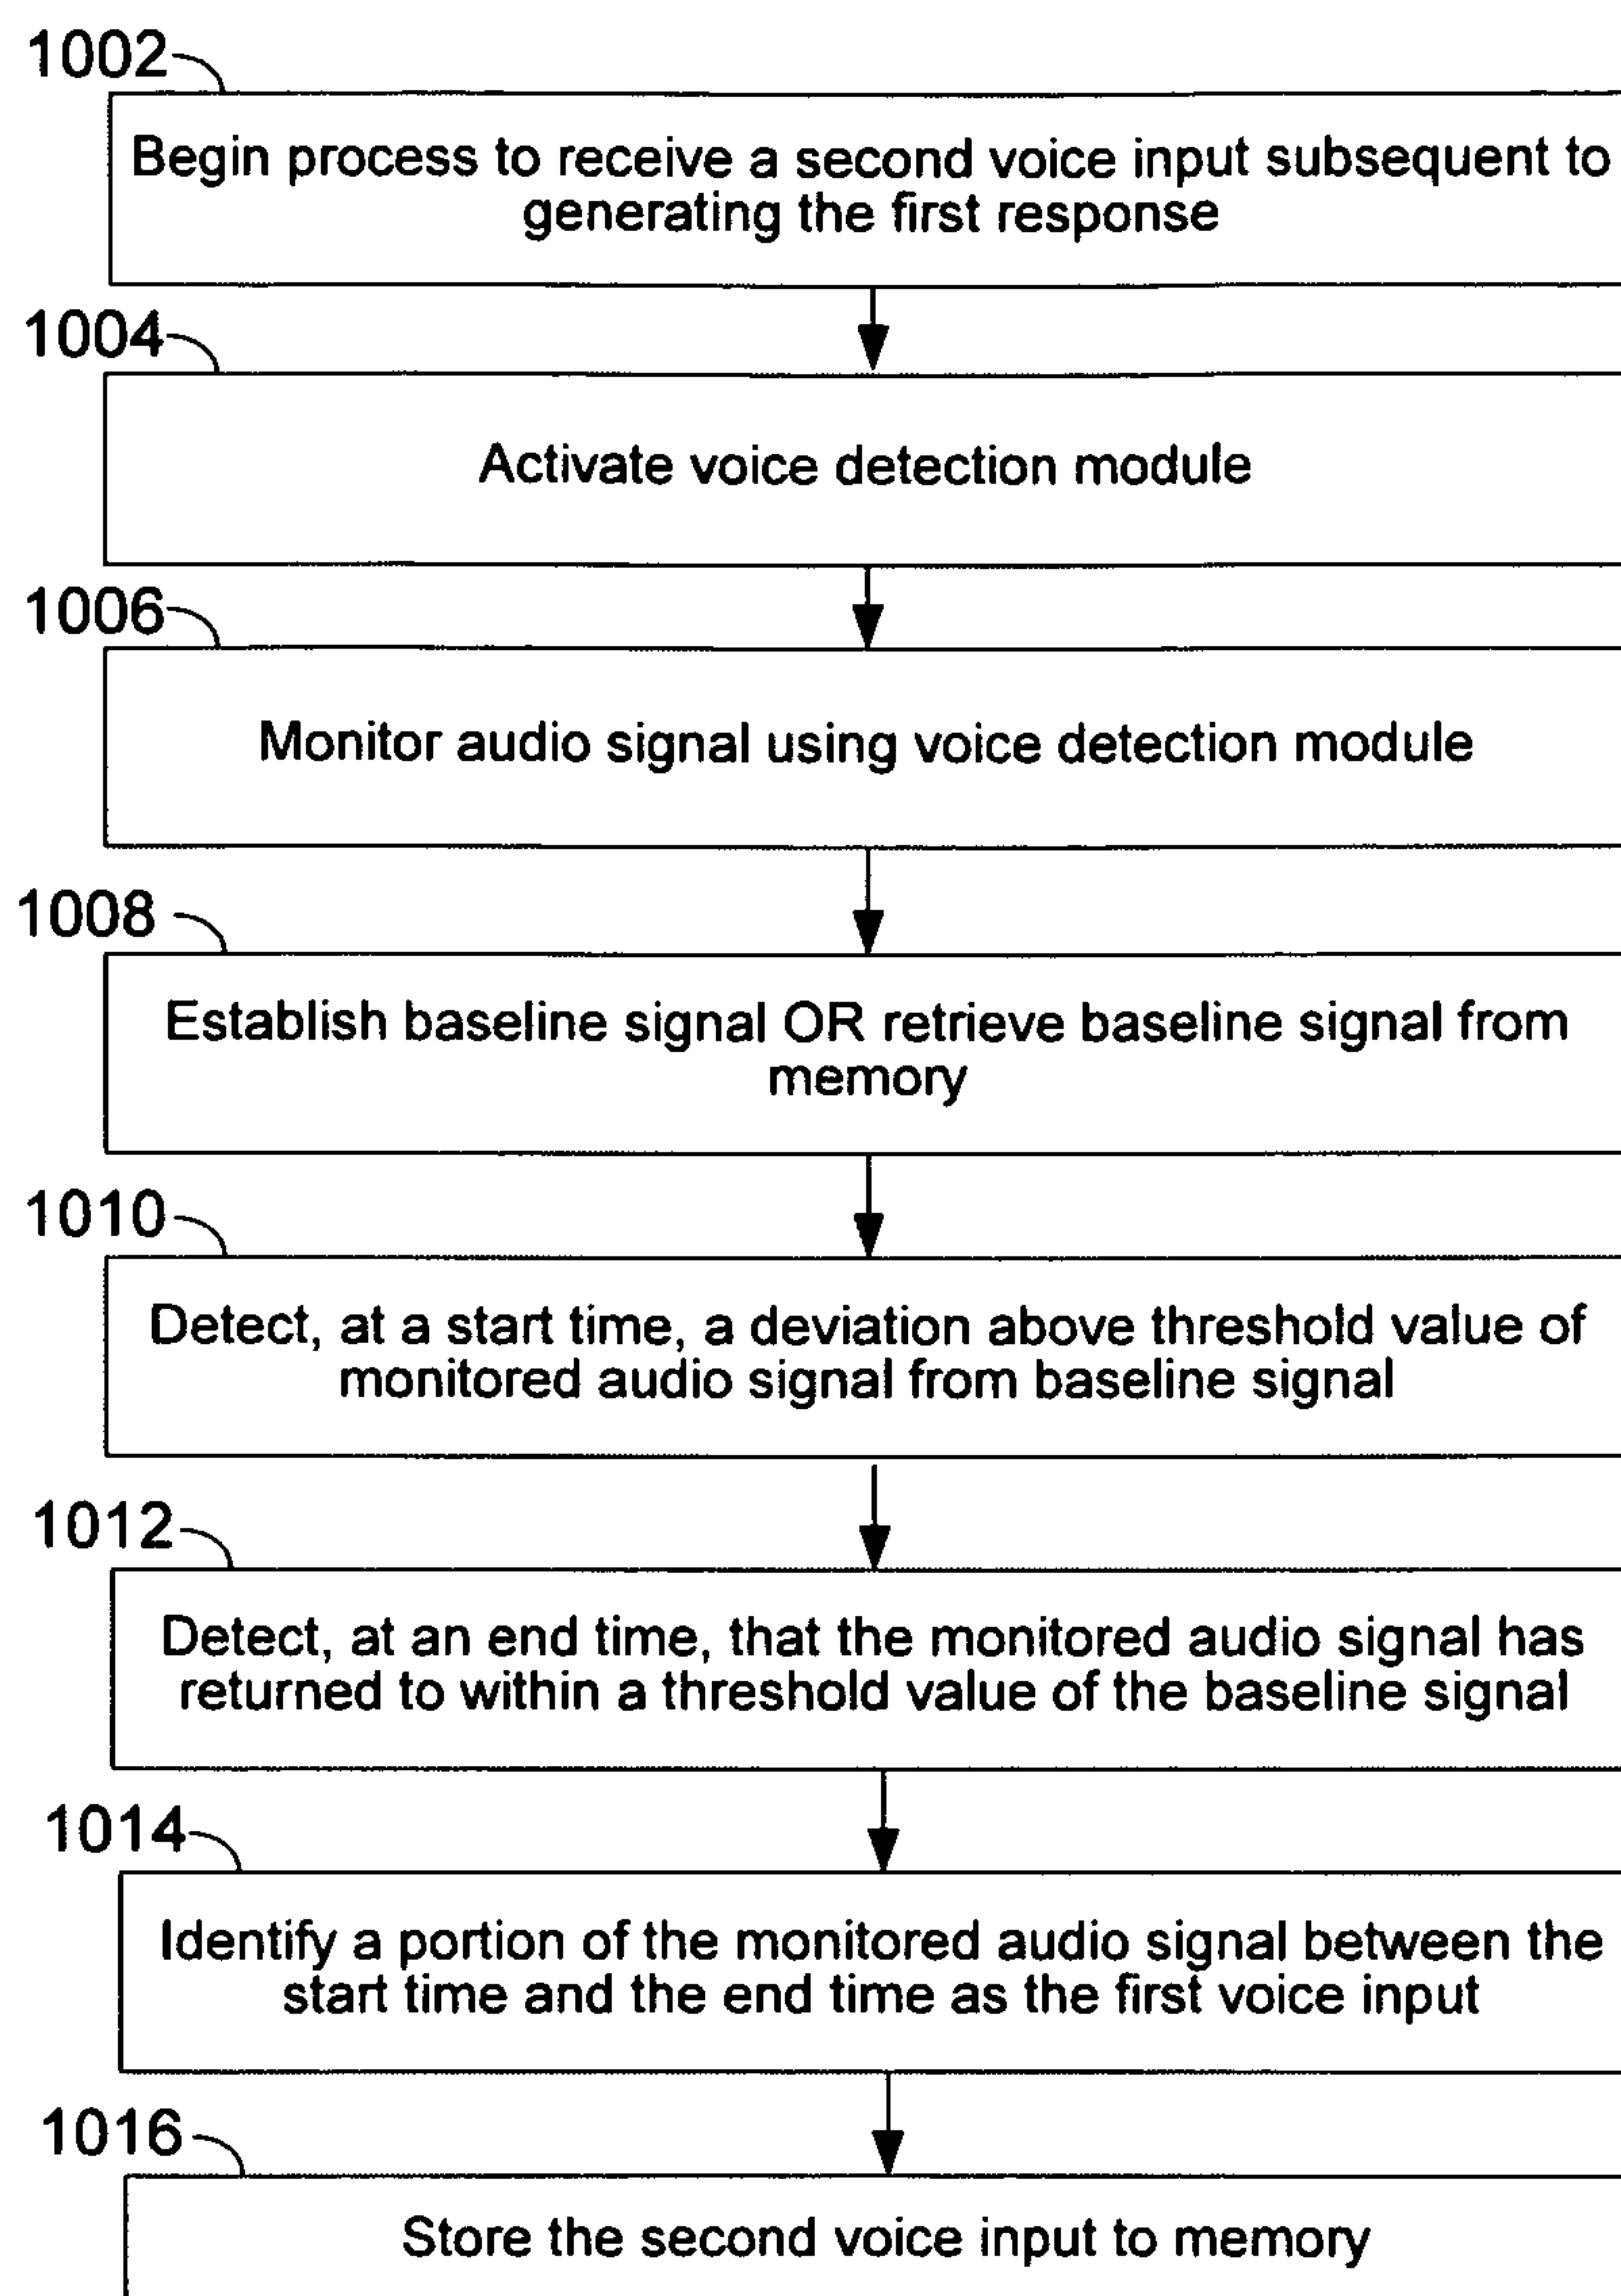 1002
Begin process to receive a second voice input subsequent to
generating the first response
1004
Activate voice detection module
1006
Monitor audio signal using voice detection module
1008
Establish baseline signal OR retrieve baseline signal from
memory
1010
Detect, at a start time, a deviation above threshold value of
monitored audio signal from baseline signal
1012
Detect, at an end time, that the monitored audio signal has
returned to within a threshold value of the baseline signal
1014
Identify a portion of the monitored audio signal between the
start time and the end time as the first voice input
1016
Store the second voice input to memory